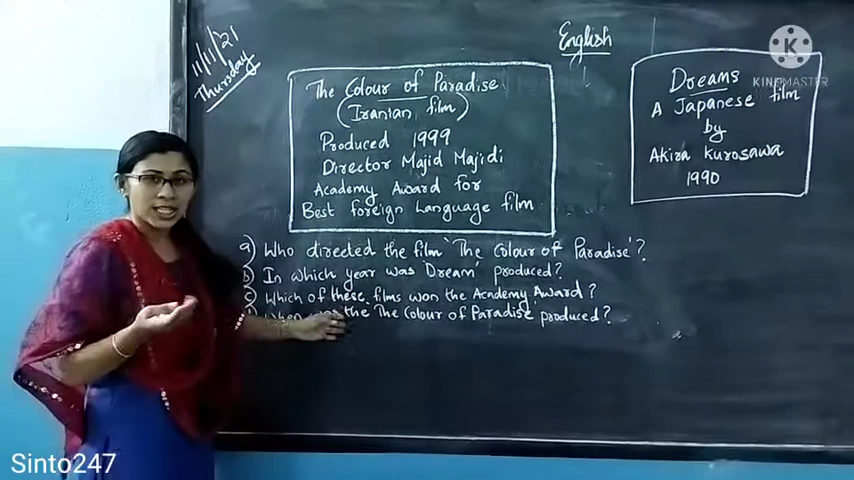 11/11/'21
Thursday
English
The Colour of Paradise
(Iranian film)
Produced 1999
Director Majid Majidi
Academy Award for
Best foreign Language film
Dreams
A Japanese film
by
Akira Kurosawa
1990
a) Who directed the film 'The Colour of Paradise'?
b) In which year was 'Dream' produced?
c) Which of these films won the Academy Award?
When was the The Colour of Paradise produced?
K
KINEMASTER
Sinto247